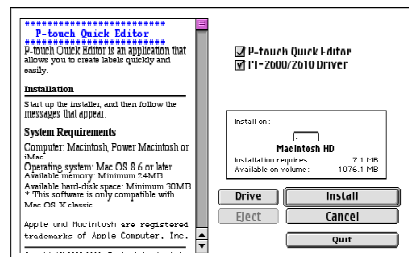 *************************
P-touch Quick Editor
*************************
P-touch Quick Editor is an application that
allows you to create labels quickly and
easily.
Installation
Start up the installer, and then follow the
messages that appear.
System Requirements
Computer: Macintosh, Power Macintosh or
iMac
Operating system: Mac OS 8.6 or later
Available memory: Minimum 24MB
Available hard-disk space: Minimum 30MB
* This software is only compatible with
Mac OS X classic
Apple and Macintosh are registered
trademarks of Apple Computer, Inc.
P-touch Quick Editor
PT-2600/2610 Driver
Install on:
Macintosh HD
Installation requires 7.1 MB
Available on volume: 1076.1 MB
Drive
Install
Eject
Cancel
Quit